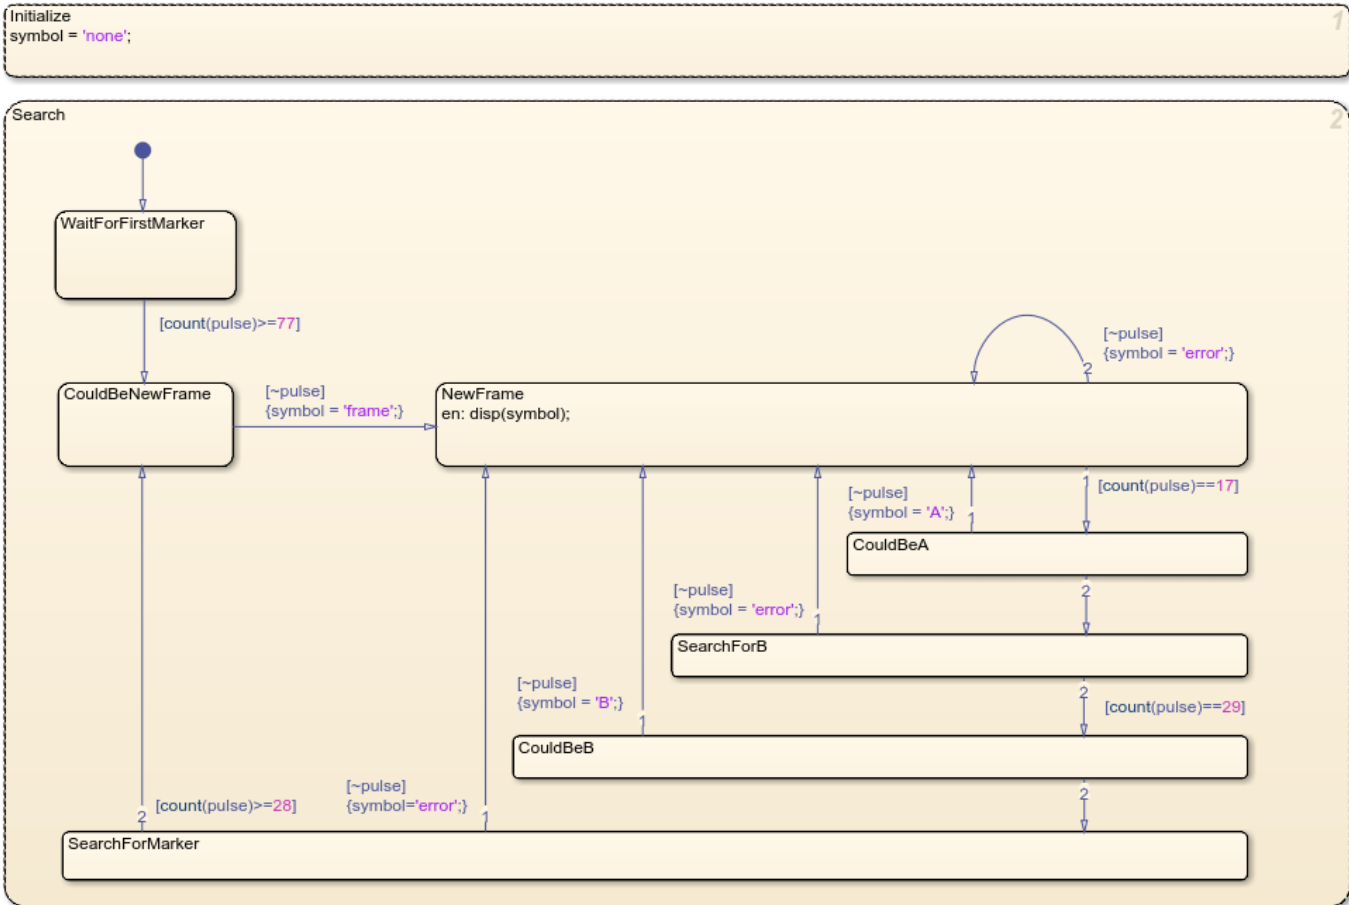 Initialize
1
symbol = 'none';
Search
2
WaitForFirstMarker
[count(pulse)>=77]
[~pulse]
{symbol = 'error';}
2
CouldBeNewFrame
[~pulse]
{symbol = 'frame';}
NewFrame
en: disp(symbol);
1
[count(pulse)==17]
[~pulse]
{symbol = 'A';}
1
CouldBeA
2
[~pulse]
{symbol = 'error';}
1
SearchForB
2
[count(pulse)==29]
[~pulse]
{symbol = 'B';}
1
CouldBeB
2
[~pulse]
{symbol='error';}
1
[count(pulse)>=28]
2
SearchForMarker